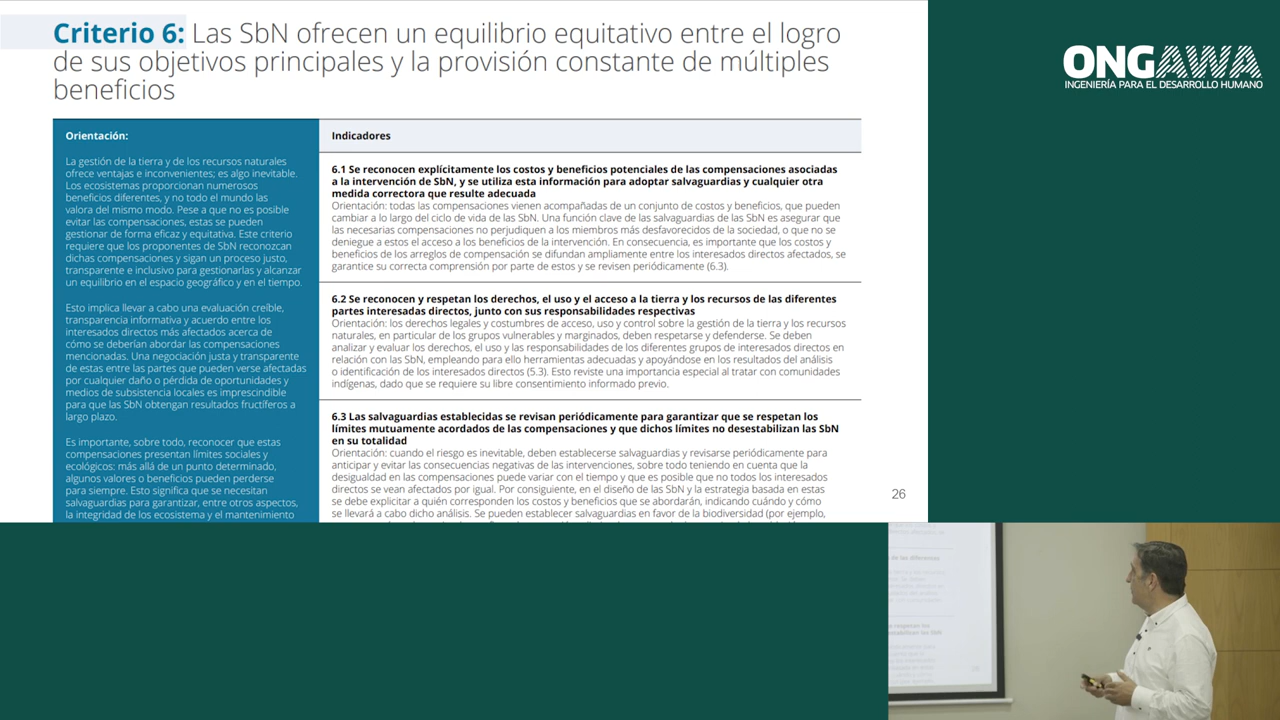 Criterio 6: Las SbN ofrecen un equilibrio equitativo entre el logro
de sus objetivos principales y la provisión constante de múltiples
beneficios
Orientación:
La gestión de la tierra y de los recursos naturales
ofrece ventajas e inconvenientes; es algo inevitable.
Los ecosistemas proporcionan numerosos
beneficios diferentes, y no todo el mundo las
valora del mismo modo. Pese a que no es posible
evitar las compensaciones, estas se pueden
gestionar de forma eficaz y equitativa. Este criterio
requiere que los proponentes de SbN reconozcan
dichas compensaciones y sigan un proceso justo,
transparente e inclusivo para gestionarlas y alcanzar
un equilibrio en el espacio geográfico y en el tiempo.
Esto implica llevar a cabo una evaluación creíble,
transparencia informativa y acuerdo entre los
interesados directos más afectados acerca de
cómo se deberían abordar las compensaciones
mencionadas. Una negociación justa y transparente
de estas entre las partes que pueden verse afectadas
por cualquier daño o pérdida de oportunidades y
medios de subsistencia locales es imprescindible
para que las SbN obtengan resultados fructíferos a
largo plazo.
Es importante, sobre todo, reconocer que estas
compensaciones presentan límites sociales y
ecológicos: más allá de un punto determinado,
algunos valores o beneficios pueden perderse
para siempre. Esto significa que se necesitan
salvaguardias para garantizar, entre otros aspectos,
la integridad de los ecosistema y el mantenimiento
Indicadores
6.1 Se reconocen explícitamente los costos y beneficios potenciales de las compensaciones asociadas
a la intervención de SbN, y se utiliza esta información para adoptar salvaguardias y cualquier otra
medida correctora que resulte adecuada
Orientación: todas las compensaciones vienen acompañadas de un conjunto de costos y beneficios, que pueden
cambiar a lo largo del ciclo de vida de las SbN. Una función clave de las salvaguardias de las SbN es asegurar que
las necesarias compensaciones no perjudiquen a los miembros más desfavorecidos de la sociedad, o que no se
deniegue a estos el acceso a los beneficios de la intervención. En consecuencia, es importante que los costos y
beneficios de los arreglos de compensación se difundan ampliamente entre los interesados directos afectados, se
garantice su correcta comprensión por parte de estos y se revisen periódicamente (6.3).
6.2 Se reconocen y respetan los derechos, el uso y el acceso a la tierra y los recursos de las diferentes
partes interesadas directos, junto con sus responsabilidades respectivas
Orientación: los derechos legales y costumbres de acceso, uso y control sobre la gestión de la tierra y los recursos
naturales, en particular de los grupos vulnerables y marginados, deben respetarse y defenderse. Se deben
analizar y evaluar los derechos, el uso y las responsabilidades de los diferentes grupos de interesados directos en
relación con las SbN, empleando para ello herramientas adecuadas y apoyándose en los resultados del análisis
o identificación de los interesados directos (5.3). Esto reviste una importancia especial al tratar con comunidades
indígenas, dado que se requiere su libre consentimiento informado previo.
6.3 Las salvaguardias establecidas se revisan periódicamente para garantizar que se respetan los
límites mutuamente acordados de las compensaciones y que dichos límites no desestabilizan las SbN
en su totalidad
Orientación: cuando el riesgo es inevitable, deben establecerse salvaguardias y revisarse periódicamente para
anticipar y evitar las consecuencias negativas de las intervenciones, sobre todo teniendo en cuenta que la
desigualdad en las compensaciones puede variar con el tiempo y que es posible que no todos los interesados
directos se vean afectados por igual. Por consiguiente, en el diseño de las SbN y la estrategia basada en estas
se debe explicitar a quién corresponden los costos y beneficios que se abordarán, indicando cuándo y cómo
se llevará a cabo dicho análisis. Se pueden establecer salvaguardias en favor de la biodiversidad (por ejemplo,
26
ONGAWA
INGENIERÍA PARA EL DESARROLLO HUMANO